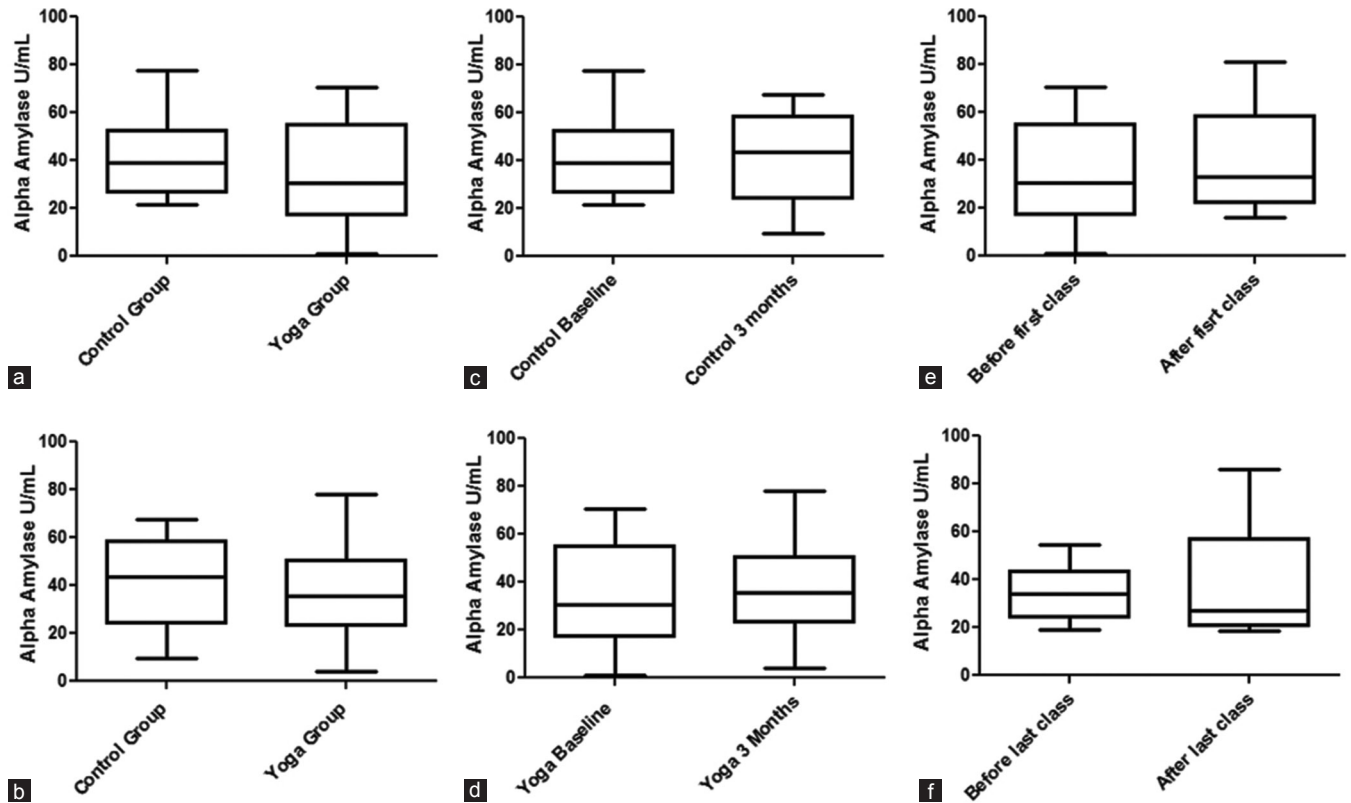 100
80
60
40
20
0
Alpha Amylase U/mL
Control Group
Yoga Group
a
100
80
60
40
20
0
Alpha Amylase U/mL
Control Baseline
Control 3 months
c
100
80
60
40
20
0
Alpha Amylase U/mL
Before first class
After fisrt class
e
100
80
60
40
20
0
Alpha Amylase U/mL
Control Group
Yoga Group
b
100
80
60
40
20
0
Alpha Amylase U/mL
Yoga Baseline
Yoga 3 Months
d
100
80
60
40
20
0
Alpha Amylase U/mL
Before last class
After last class
f